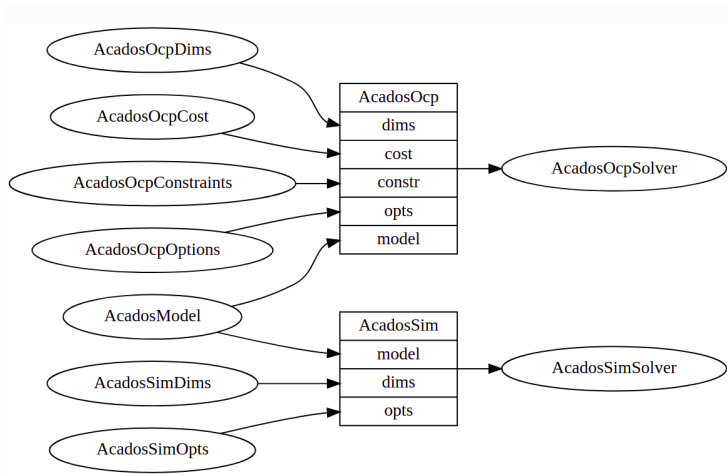 AcadosOcpDims
AcadosOcpCost
AcadosOcpConstraints
AcadosOcpOptions
AcadosModel
AcadosSimDims
AcadosSimOpts
AcadosOcp
dims
cost
constr
opts
model
AcadosSim
model
dims
opts
AcadosOcpSolver
AcadosSimSolver